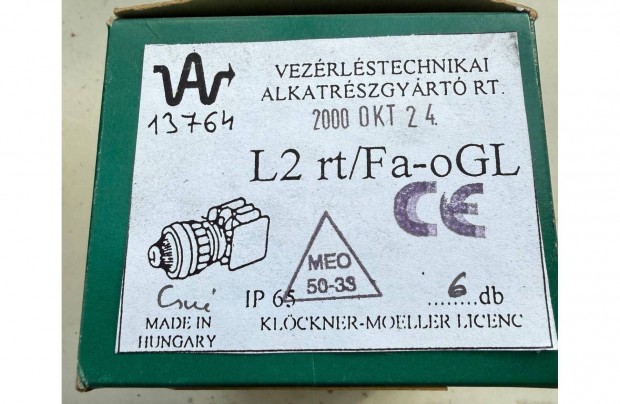 VEZÉRLÉSTECHNIKAI
ALKATRÉSZGYÁRTÓ RT.
13764
2000 OKT 24.
L2 rt/Fa-oGL
CE
MEO
50-33
IP 65
........6........db
MADE IN
HUNGARY
KLÖCKNER-MOELLER LICENC